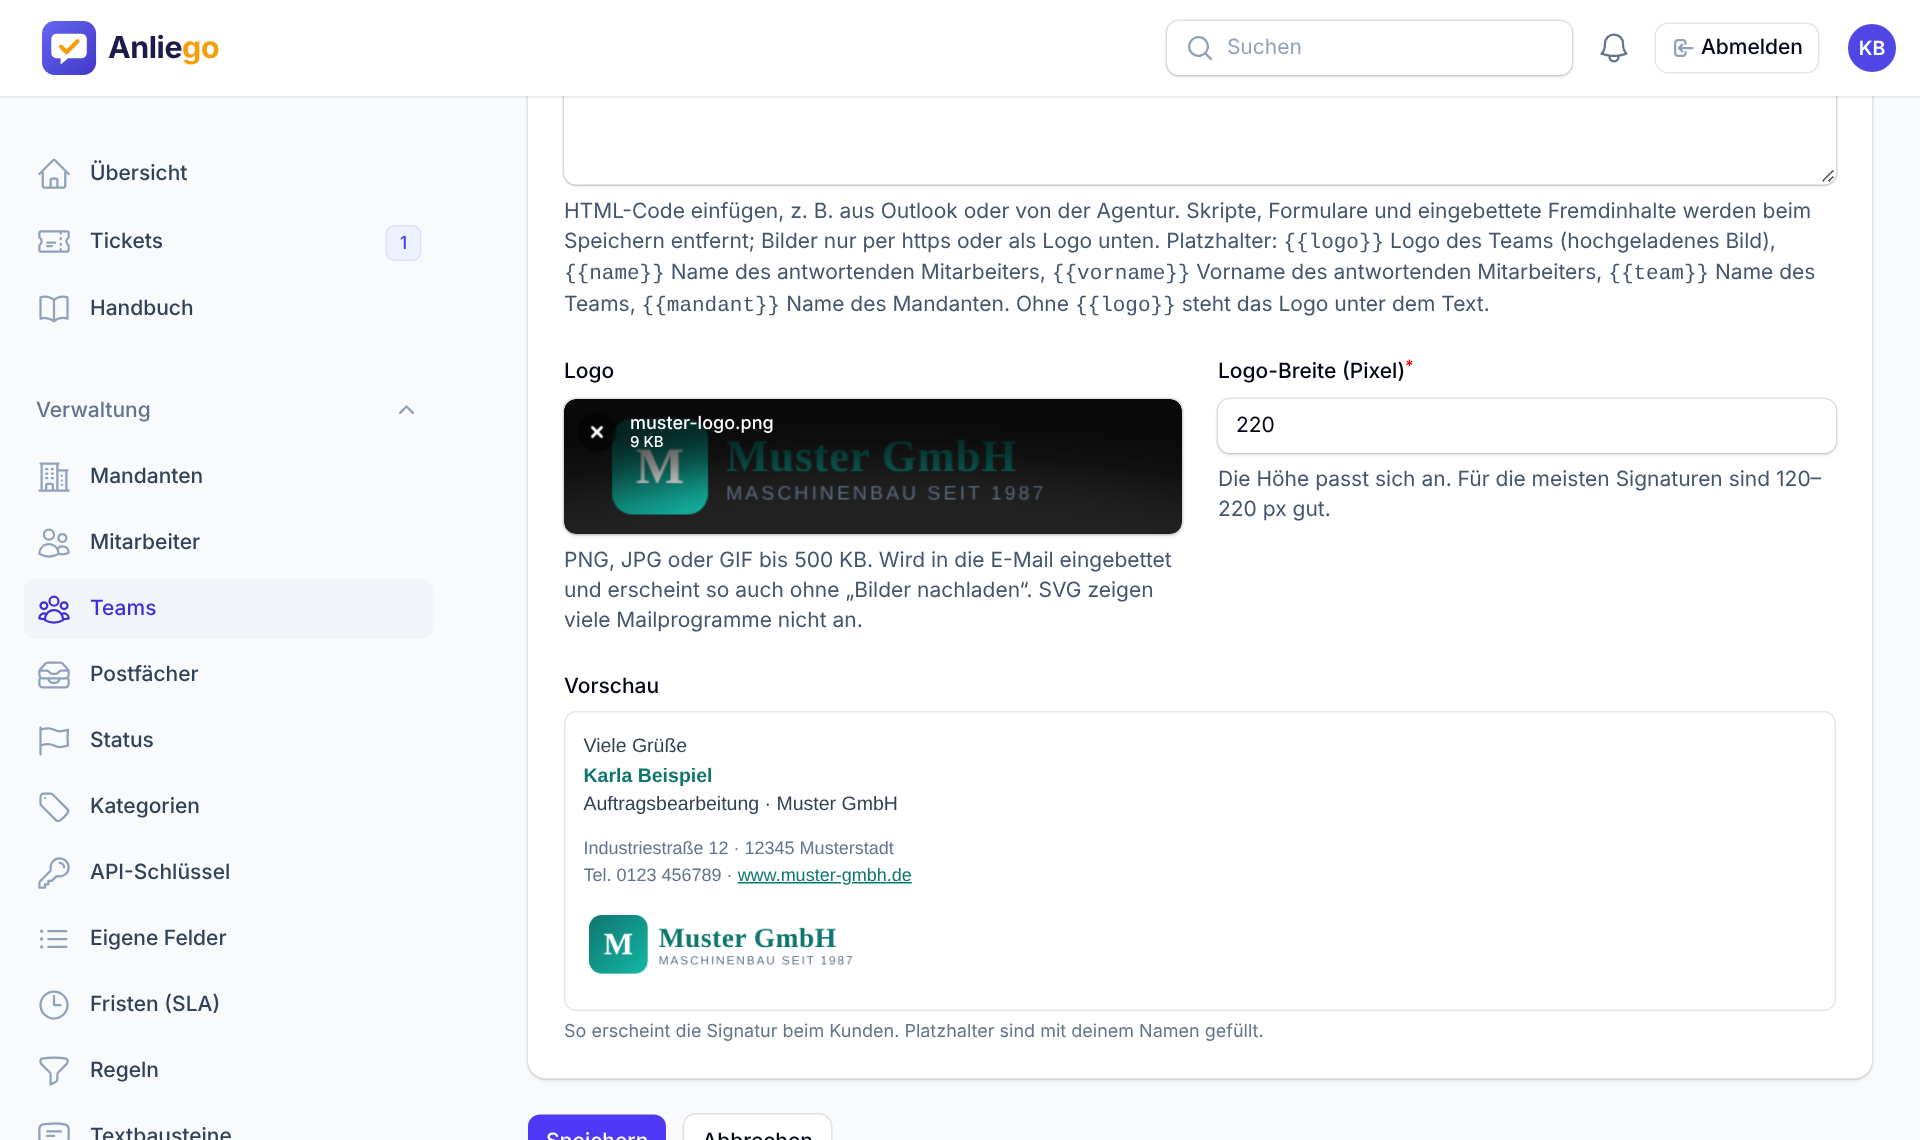 Anliego
Suchen
Abmelden
KB
Übersicht
Tickets
1
Handbuch
Verwaltung
Mandanten
Mitarbeiter
Teams
Postfächer
Status
Kategorien
API-Schlüssel
Eigene Felder
Fristen (SLA)
Regeln
Textbausteine
HTML-Code einfügen, z. B. aus Outlook oder von der Agentur. Skripte, Formulare und eingebettete Fremdinhalte werden beim
Speichern entfernt; Bilder nur per https oder als Logo unten. Platzhalter: {{logo}} Logo des Teams (hochgeladenes Bild),
{{name}} Name des antwortenden Mitarbeiters, {{vorname}} Vorname des antwortenden Mitarbeiters, {{team}} Name des
Teams, {{mandant}} Name des Mandanten. Ohne {{logo}} steht das Logo unter dem Text.
Logo
muster-logo.png
9 KB
M
Muster GmbH
MASCHINENBAU SEIT 1987
PNG, JPG oder GIF bis 500 KB. Wird in die E-Mail eingebettet
und erscheint so auch ohne „Bilder nachladen“. SVG zeigen
viele Mailprogramme nicht an.
Logo-Breite (Pixel)*
220
Die Höhe passt sich an. Für die meisten Signaturen sind 120–
220 px gut.
Vorschau
Viele Grüße
Karla Beispiel
Auftragsbearbeitung · Muster GmbH
Industriestraße 12 · 12345 Musterstadt
Tel. 0123 456789 · www.muster-gmbh.de
M
Muster GmbH
MASCHINENBAU SEIT 1987
So erscheint die Signatur beim Kunden. Platzhalter sind mit deinem Namen gefüllt.
Speichern
Abbrechen